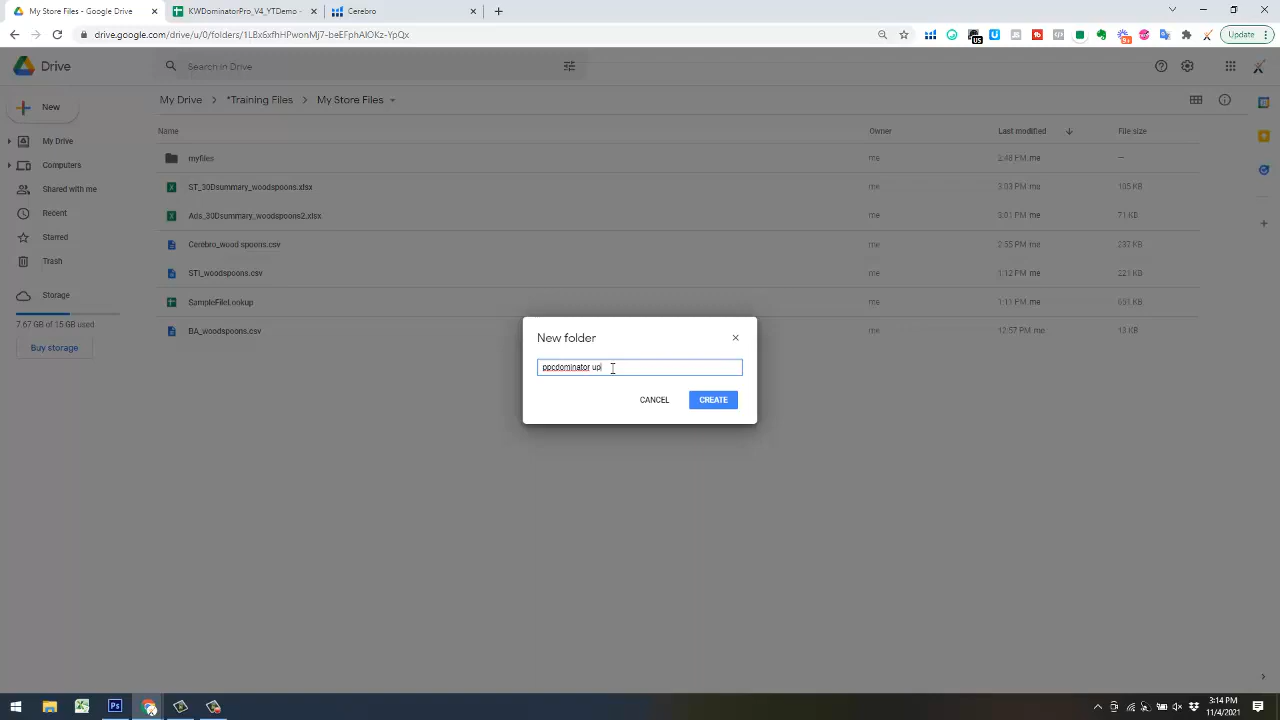 My Store Files - Google Drive
KWDominatorPro_V4_YTDemo -
Cerebro
drive.google.com/drive/u/0/folders/1LBx6xfhHPwonMj7-beEFphAIOKz-YpQx
Update
Drive
Search in Drive
New
My Drive
Computers
Shared with me
Recent
Starred
Trash
Storage
7.67 GB of 15 GB used
Buy storage
My Drive > *Training Files > My Store Files
Name Owner Last modified File size
myfiles me 2:48 PM me —
ST_30Dsummary_woodspoons.xlsx me 3:03 PM me 185 KB
Ads_30Dsummary_woodspoons2.xlsx me 3:01 PM me 71 KB
Cerebro_wood spoons.csv me 2:55 PM me 237 KB
STI_woodspoons.csv me 1:12 PM me 221 KB
SampleFileLookup me 1:11 PM me
BA_woodspoons.csv me 12:57 PM me 13 KB
New folder
ppcdominator upl
CANCEL
CREATE
US
9+
Ps
3:14 PM
11/4/2021